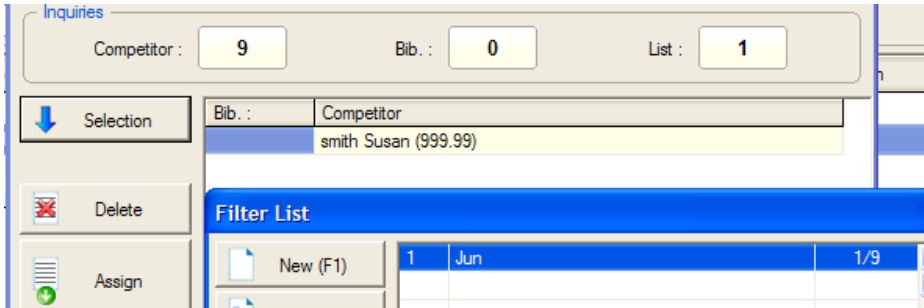 Inquiries
Competitor : 9 Bib. : 0 List : 1
Selection
Bib. : Competitor
smith Susan (999.99)
Delete
Filter List
New (F1)
1 Jun 1/9
Assign